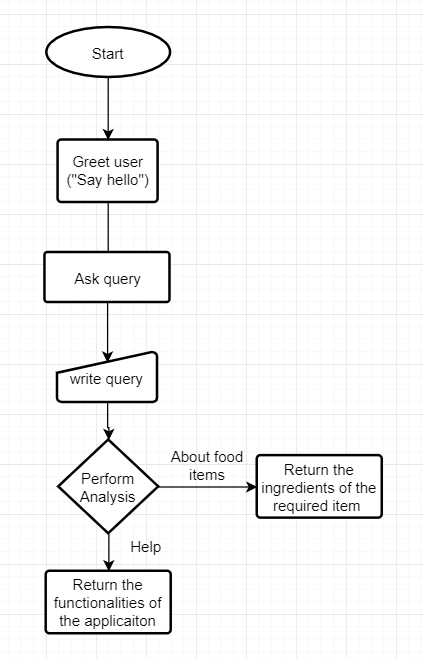 Start
Greet user
("Say hello")
Ask query
write query
Perform
Analysis
About food
items
Return the
ingredients of the
required item
Help
Return the
functionalities of
the applicaiton